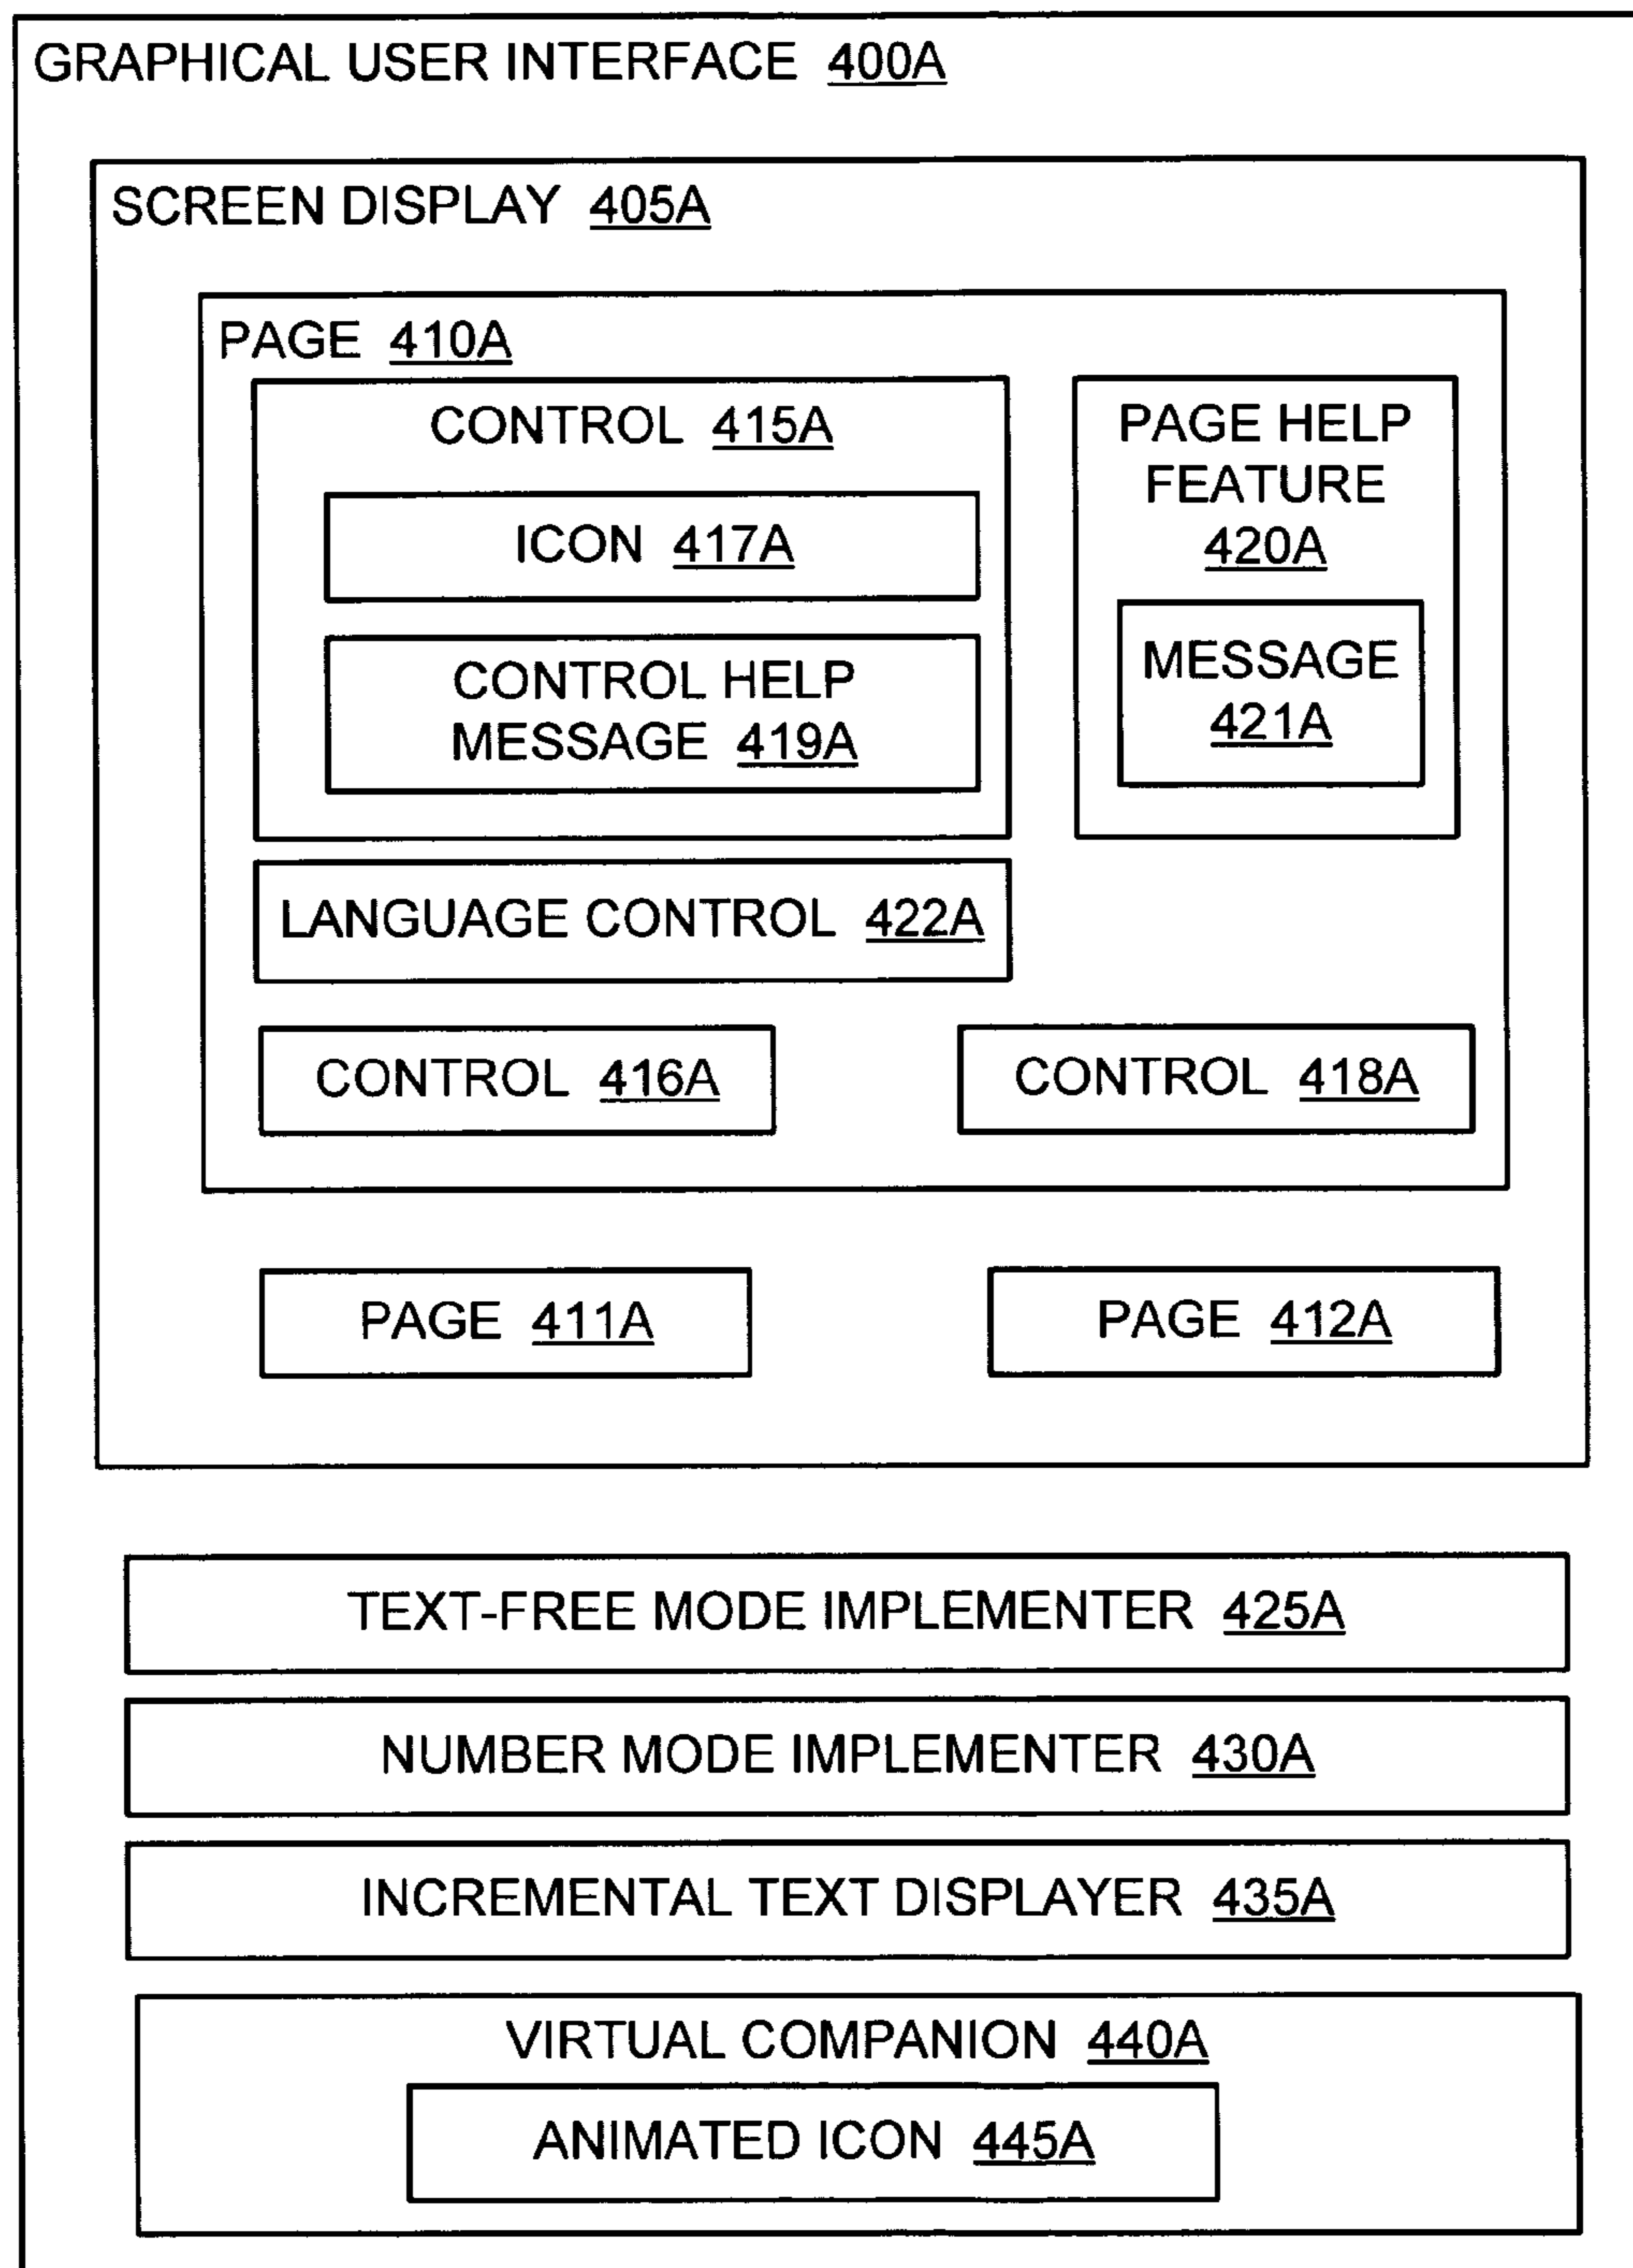 GRAPHICAL USER INTERFACE 400A
SCREEN DISPLAY 405A
PAGE 410A
CONTROL 415A
ICON 417A
CONTROL HELP
MESSAGE 419A
PAGE HELP
FEATURE
420A
MESSAGE
421A
LANGUAGE CONTROL 422A
CONTROL 416A
CONTROL 418A
PAGE 411A
PAGE 412A
TEXT-FREE MODE IMPLEMENTER 425A
NUMBER MODE IMPLEMENTER 430A
INCREMENTAL TEXT DISPLAYER 435A
VIRTUAL COMPANION 440A
ANIMATED ICON 445A